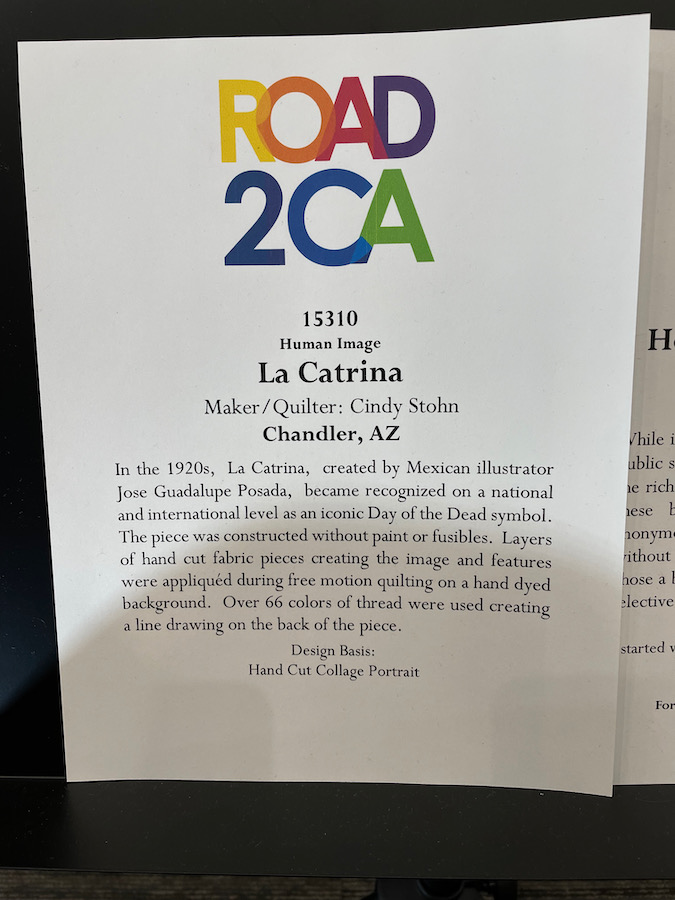 ROAD
2CA
15310
Human Image
La Catrina
Maker/Quilter: Cindy Stohn
Chandler, AZ
In the 1920s, La Catrina, created by Mexican illustrator
Jose Guadalupe Posada, became recognized on a national
and international level as an iconic Day of the Dead symbol.
The piece was constructed without paint or fusibles. Layers
of hand cut fabric pieces creating the image and features
were appliquéd during free motion quilting on a hand dyed
background. Over 66 colors of thread were used creating
a line drawing on the back of the piece.
Design Basis:
Hand Cut Collage Portrait
started
For